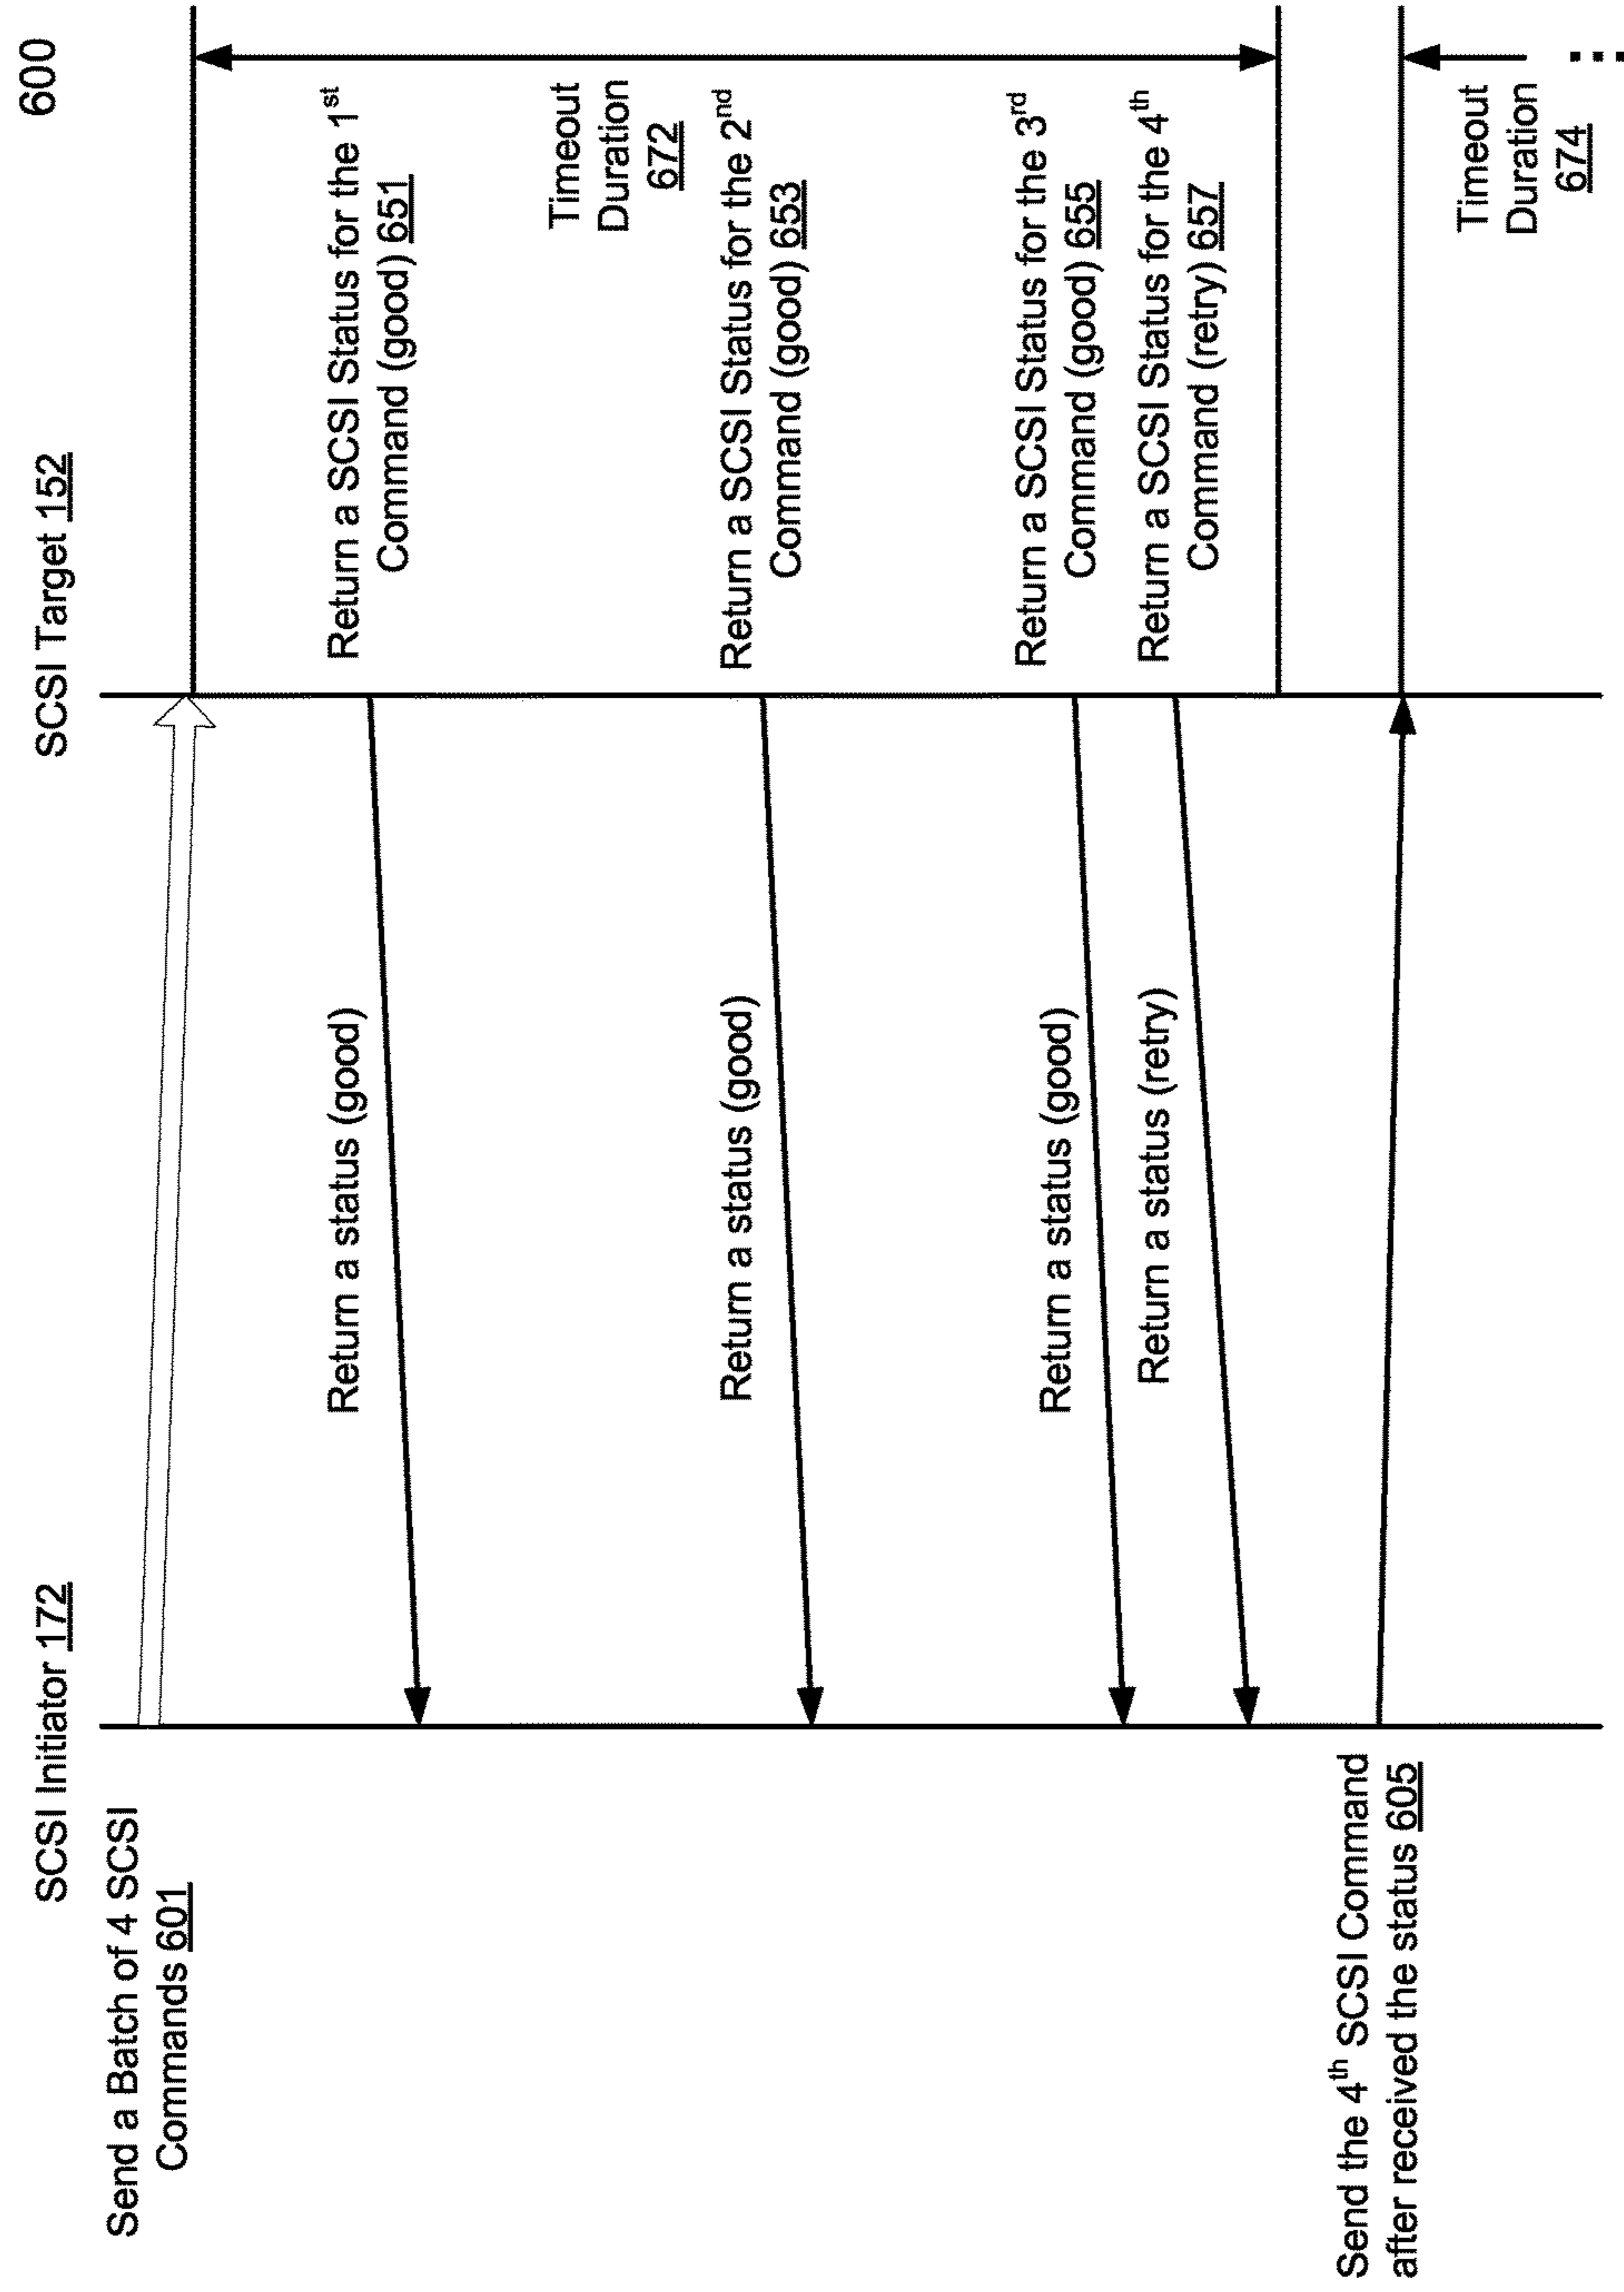 600
SCSI Initiator 172
SCSI Target 152
Send a Batch of 4 SCSI
Commands 601
Return a status (good)
Return a SCSI Status for the 1st
Command (good) 651
Timeout
Duration
672
Return a status (good)
Return a SCSI Status for the 2nd
Command (good) 653
Return a status (good)
Return a SCSI Status for the 3rd
Command (good) 655
Return a status (retry)
Return a SCSI Status for the 4th
Command (retry) 657
Send the 4th SCSI Command
after received the status 605
Timeout
Duration
674